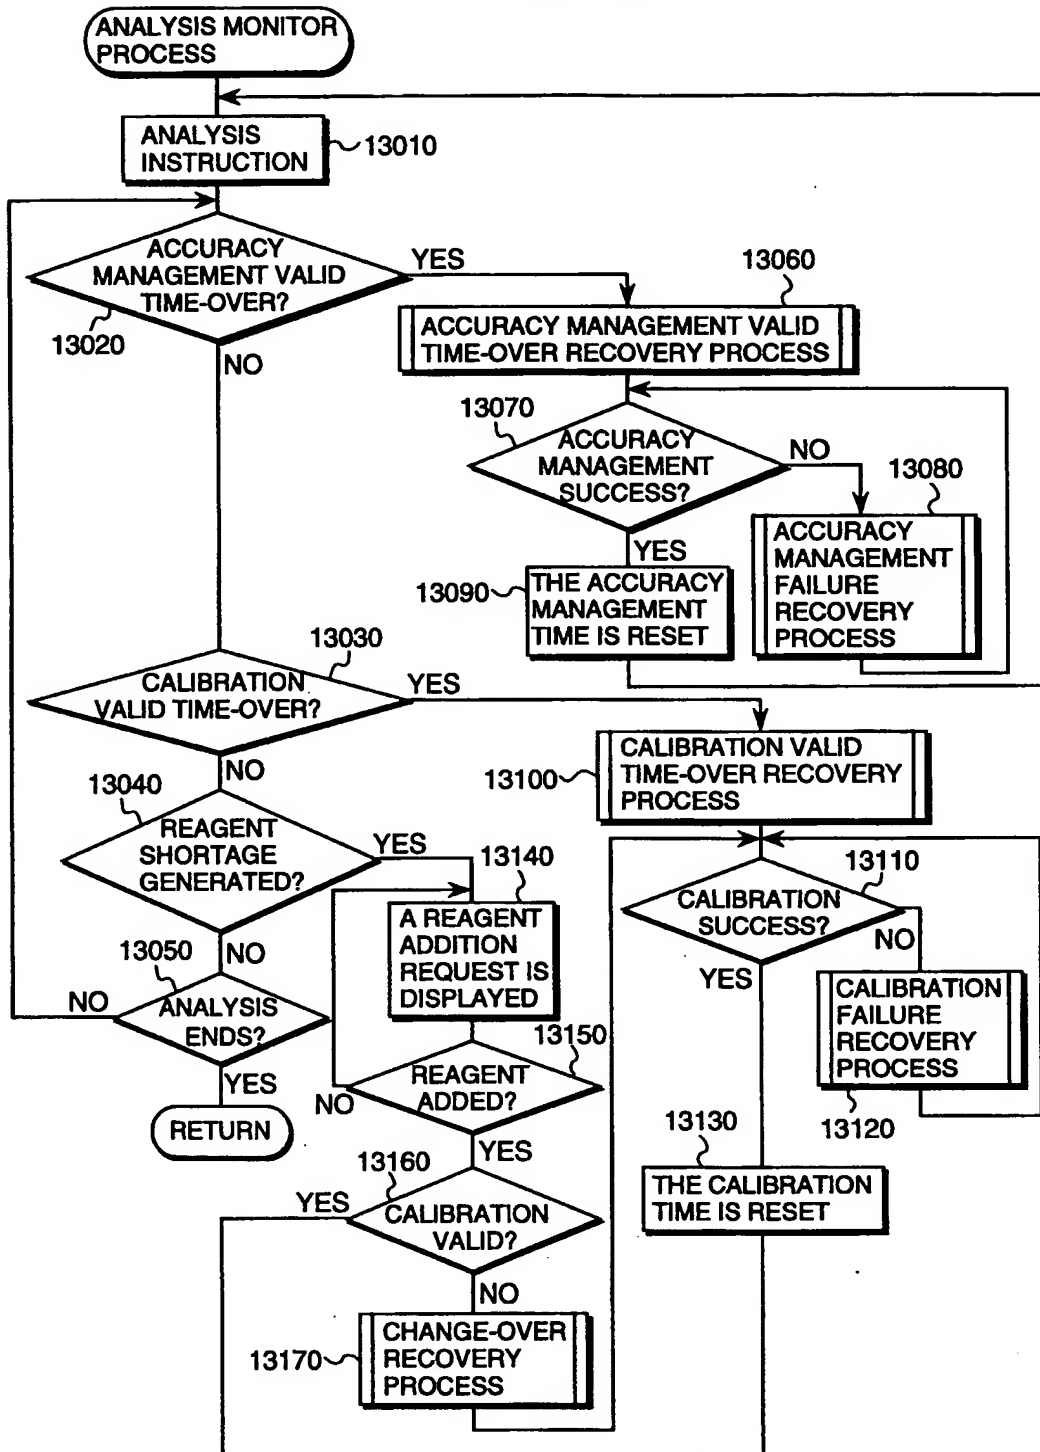 ANALYSIS MONITOR
PROCESS
ANALYSIS
INSTRUCTION
13010
ACCURACY
MANAGEMENT VALID
TIME-OVER?
YES
13020
NO
13060
ACCURACY MANAGEMENT VALID
TIME-OVER RECOVERY PROCESS
13070
ACCURACY
MANAGEMENT
SUCCESS?
NO
YES
13080
ACCURACY
MANAGEMENT
FAILURE
RECOVERY
PROCESS
13090
THE ACCURACY
MANAGEMENT
TIME IS RESET
13030
CALIBRATION
VALID TIME-OVER?
YES
NO
13100
CALIBRATION VALID
TIME-OVER RECOVERY
PROCESS
13040
REAGENT
SHORTAGE
GENERATED?
YES
NO
13140
A REAGENT
ADDITION
REQUEST IS
DISPLAYED
13110
CALIBRATION
SUCCESS?
NO
YES
13050
NO
ANALYSIS
ENDS?
YES
RETURN
CALIBRATION
FAILURE
RECOVERY
PROCESS
13120
13150
REAGENT
ADDED?
NO
YES
13130
THE CALIBRATION
TIME IS RESET
13160
YES
CALIBRATION
VALID?
NO
13170
CHANGE-OVER
RECOVERY
PROCESS